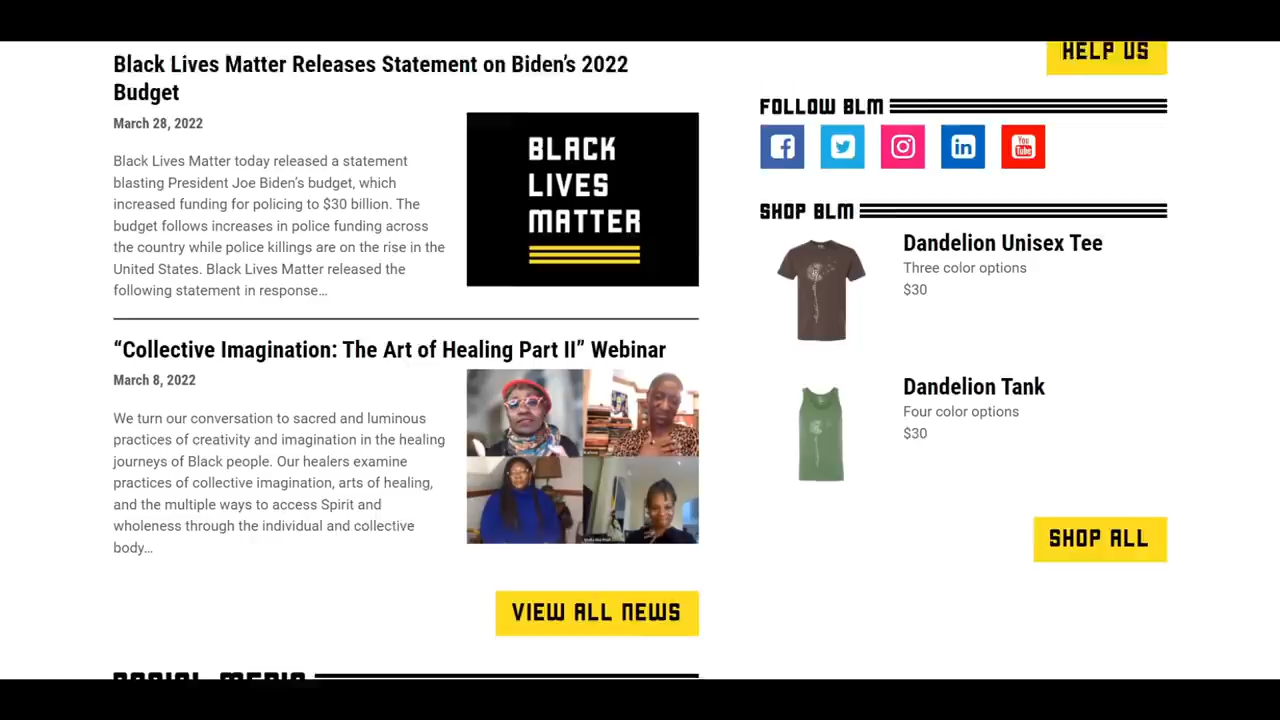 HELP US
Black Lives Matter Releases Statement on Biden's 2022
Budget
March 28, 2022
Black Lives Matter today released a statement
blasting President Joe Biden's budget, which
increased funding for policing to $30 billion. The
budget follows increases in police funding across
the country while police killings are on the rise in the
United States. Black Lives Matter released the
following statement in response…
BLACK
LIVES
MATTER
“Collective Imagination: The Art of Healing Part II” Webinar
March 8, 2022
We turn our conversation to sacred and luminous
practices of creativity and imagination in the healing
journeys of Black people. Our healers examine
practices of collective imagination, arts of healing,
and the multiple ways to access Spirit and
wholeness through the individual and collective
body…
VIEW ALL NEWS
SOCIAL MEDIA
FOLLOW BLM
You
Tube
SHOP BLM
Dandelion Unisex Tee
Three color options
$30
Dandelion Tank
Four color options
$30
SHOP ALL